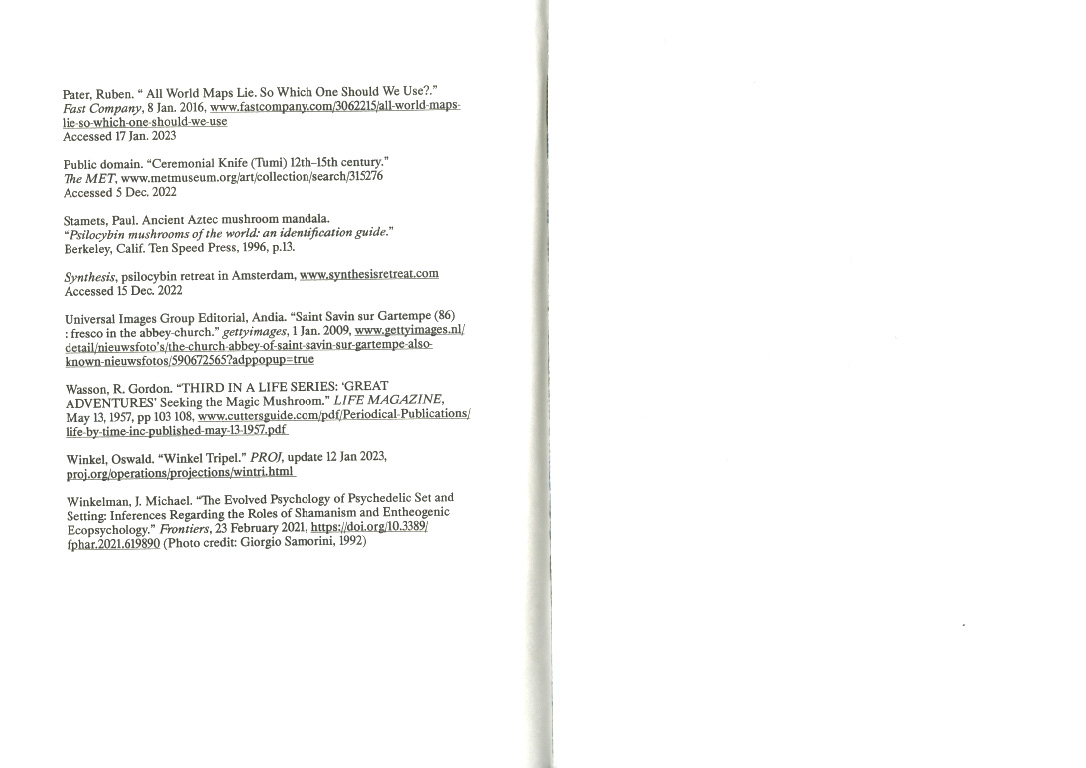 Pater, Ruben. “ All World Maps Lie. So Which One Should We Use?.”
Fast Company, 8 Jan. 2016, www.fastcompany.com/3062215/all-world-maps-
lie-so-which-one-should-we-use
Accessed 17 Jan. 2023
Public domain. “Ceremonial Knife (Tumi) 12th–15th century.”
The MET, www.metmuseum.org/art/collection/search/315276
Accessed 5 Dec. 2022
Stamets, Paul. Ancient Aztec mushroom mandala.
“Psilocybin mushrooms of the world: an identification guide.”
Berkeley, Calif. Ten Speed Press, 1996, p.13.
Synthesis, psilocybin retreat in Amsterdam, www.synthesisretreat.com
Accessed 15 Dec. 2022
Universal Images Group Editorial, Andia. “Saint Savin sur Gartempe (86)
: fresco in the abbey-church.” gettyimages, 1 Jan. 2009, www.gettyimages.nl/
detail/nieuwsfoto’s/the-church-abbey-of-saint-savin-sur-gartempe-also-
known-nieuwsfotos/590672565?adppopup=true
Wasson, R. Gordon. “THIRD IN A LIFE SERIES: ‘GREAT
ADVENTURES’ Seeking the Magic Mushroom.” LIFE MAGAZINE,
May 13, 1957, pp 103 108, www.cuttersguide.com/pdf/Periodical-Publications/
life-by-time-inc-published-may-13-1957.pdf
Winkel, Oswald. “Winkel Tripel.” PROJ, update 12 Jan 2023,
proj.org/operations/projections/wintri.html
Winkelman, J. Michael. “The Evolved Psychology of Psychedelic Set and
Setting: Inferences Regarding the Roles of Shamanism and Entheogenic
Ecopsychology.” Frontiers, 23 February 2021, https://doi.org/10.3389/
fphar.2021.619890 (Photo credit: Giorgio Samorini, 1992)